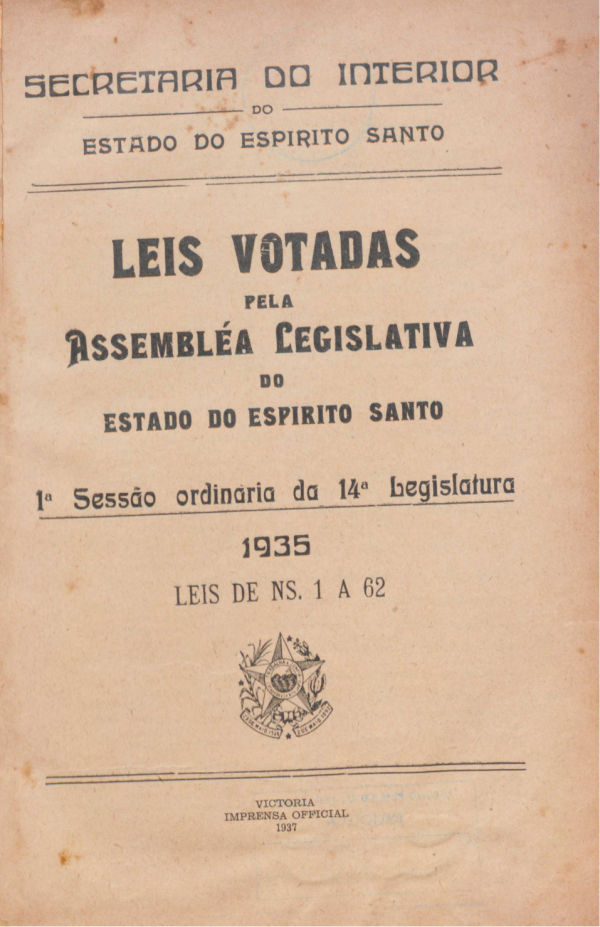 SECRETARIA DO INTERIOR
DO
ESTADO DO ESPIRITO SANTO
LEIS VOTADAS
PELA
ASSEMBLÉA LEGISLATIVA
DO
ESTADO DO ESPIRITO SANTO
1ª Sessão ordinaria da 14ª Legislatura
1935
LEIS DE NS. 1 A 62
VICTORIA
IMPRENSA OFFICIAL
1937